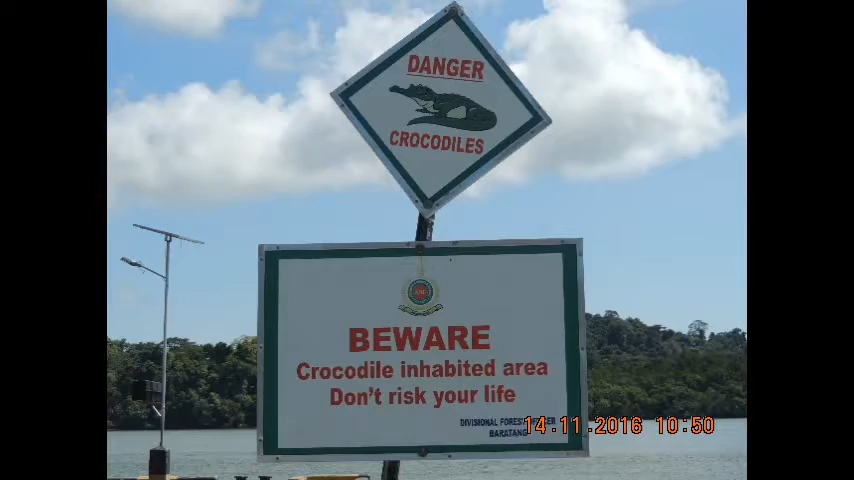 DANGER
CROCODILES
BEWARE
Crocodile inhabited area
Don't risk your life
DIVISIONAL FOREST OFFICER
BARATANG
14.11.2016 10:50